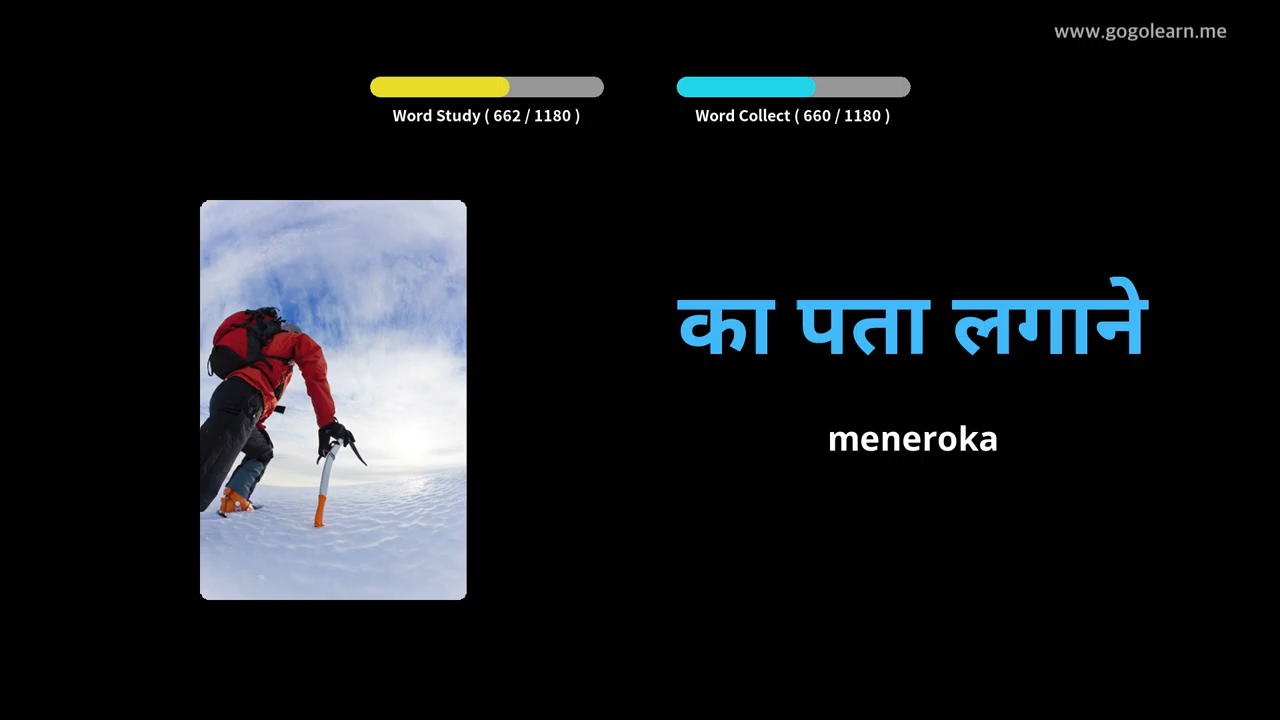 www.gogolearn.me
Word Study ( 662 / 1180 )
Word Collect ( 660 / 1180 )
का पता लगाने
meneroka